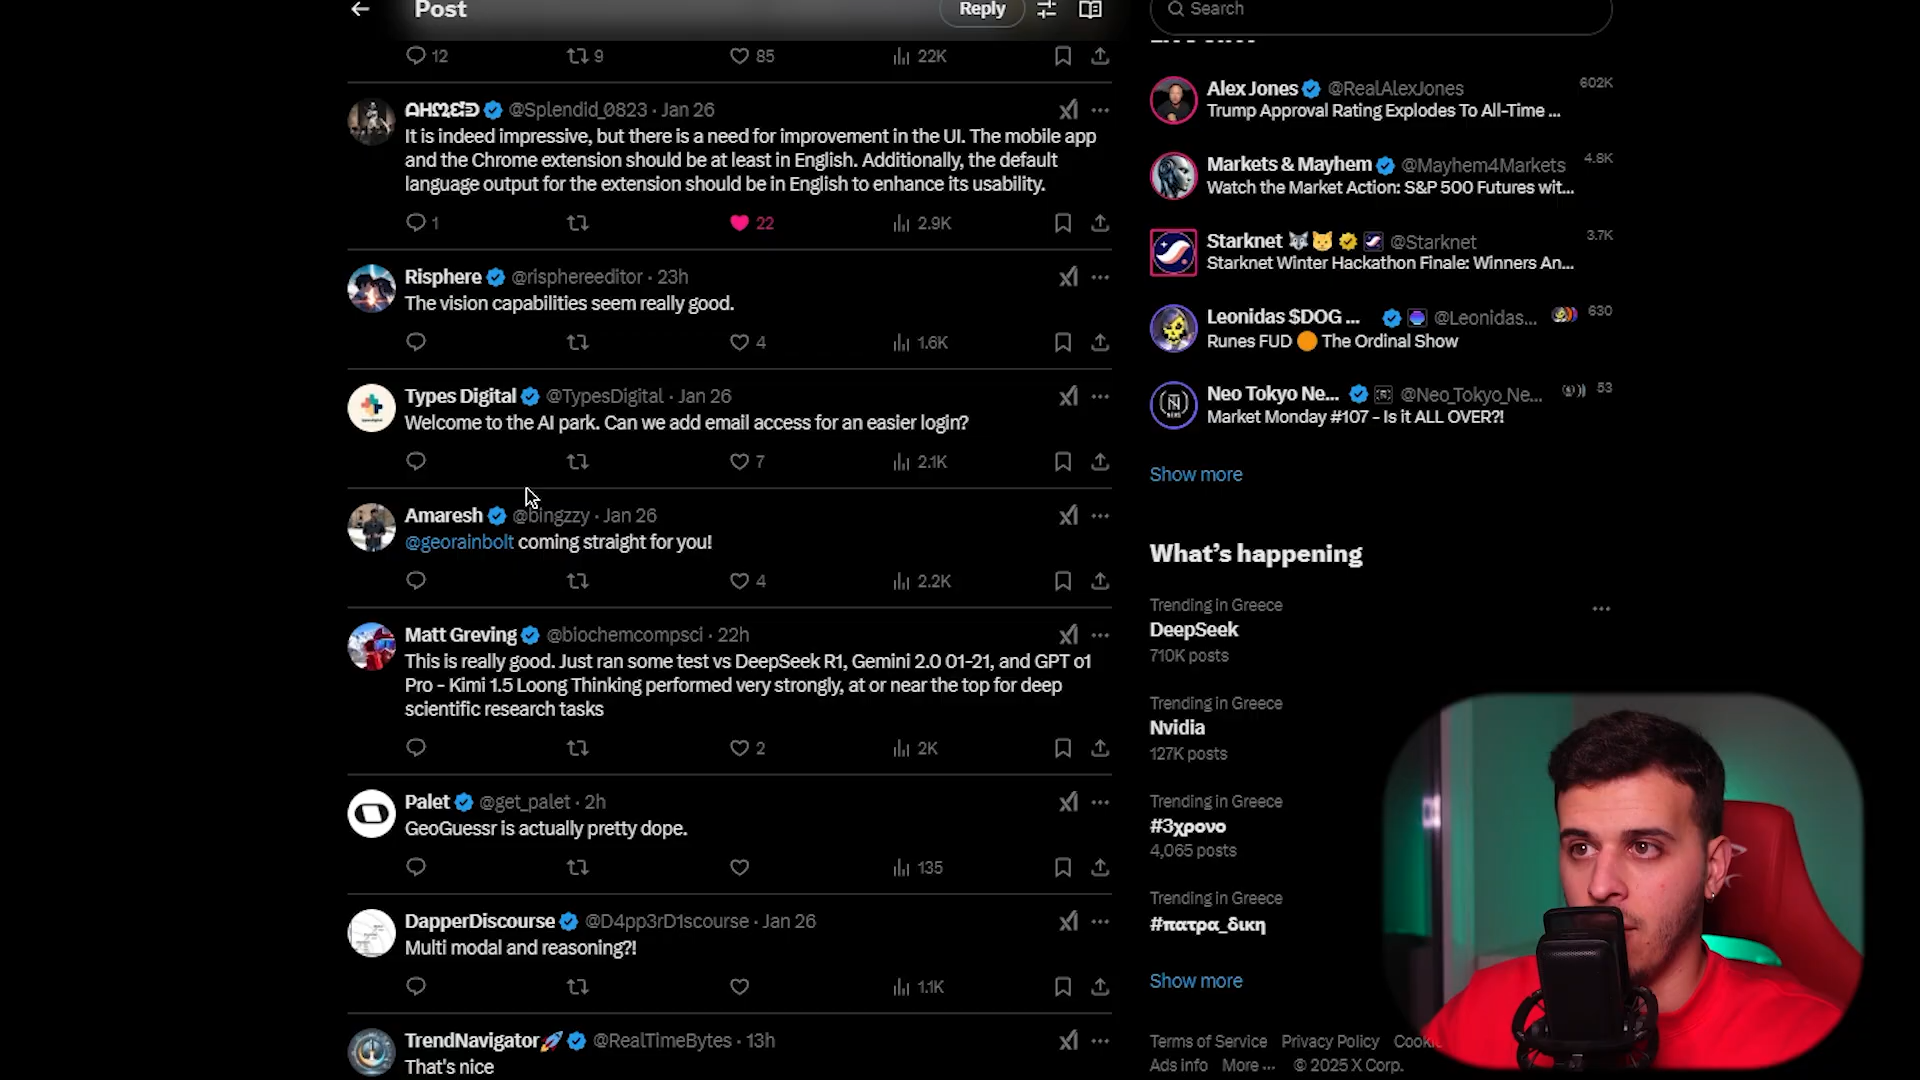 Post
Reply
Search
12
9
85
22K
@Splendid_0823 · Jan 26
It is indeed impressive, but there is a need for improvement in the UI. The mobile app
and the Chrome extension should be at least in English. Additionally, the default
language output for the extension should be in English to enhance its usability.
1
22
2.9K
Risphere @risphereeditor · 23h
The vision capabilities seem really good.
4
1.6K
Types Digital @TypesDigital · Jan 26
Welcome to the AI park. Can we add email access for an easier login?
7
2.1K
Amaresh @bingzzy · Jan 26
@georainbolt coming straight for you!
4
2.2K
Matt Greving @biochemcompsci · 22h
This is really good. Just ran some test vs DeepSeek R1, Gemini 2.0 01-21, and GPT o1
Pro - Kimi 1.5 Loong Thinking performed very strongly, at or near the top for deep
scientific research tasks
2
2K
Palet @get_palet · 2h
GeoGuessr is actually pretty dope.
135
DapperDiscourse @D4pp3rD1scourse · Jan 26
Multi modal and reasoning?!
1.1K
TrendNavigator🚀 @RealTimeBytes · 13h
That's nice
Alex Jones @RealAlexJones
602K
Trump Approval Rating Explodes To All-Time ...
Markets & Mayhem @Mayhem4Markets
4.8K
Watch the Market Action: S&P 500 Futures wit...
Starknet 🐺🐱 @Starknet
3.7K
Starknet Winter Hackathon Finale: Winners An...
Leonidas $DOG ... @Leonidas...
630
Runes FUD 🟠 The Ordinal Show
Neo Tokyo Ne... @Neo_Tokyo_Ne...
53
Market Monday #107 - Is it ALL OVER?!
Show more
What's happening
Trending in Greece
DeepSeek
710K posts
Trending in Greece
Nvidia
127K posts
Trending in Greece
#3χρονο
4,065 posts
Trending in Greece
#πατρα_δικη
Show more
Terms of Service Privacy Policy
Ads info More ··· © 2025 X Corp.